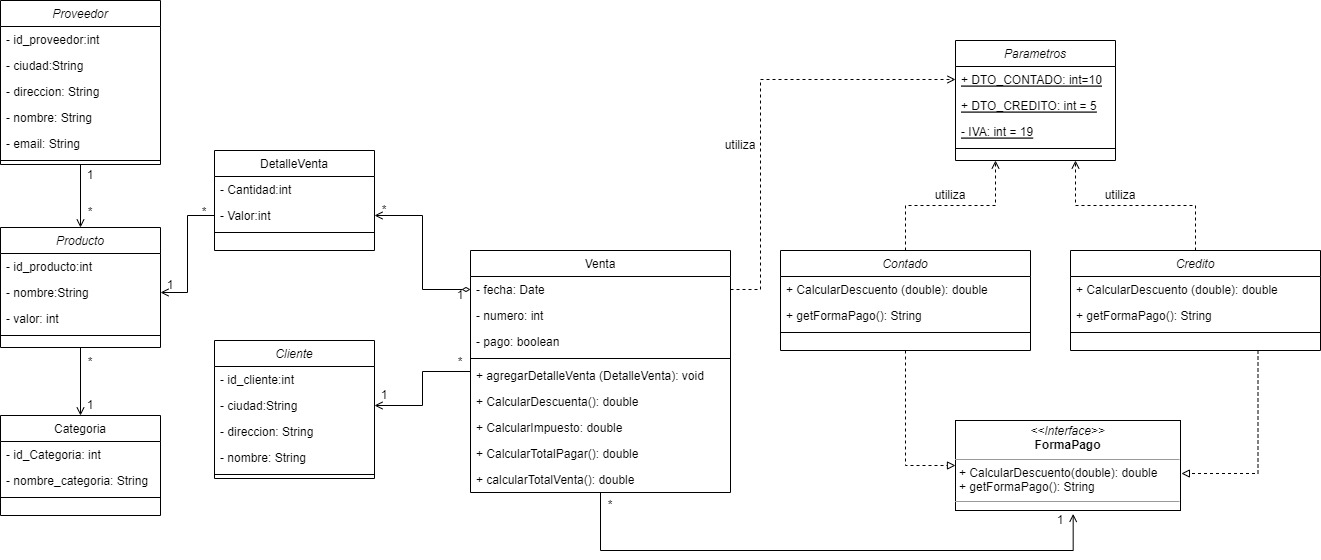 Proveedor
- id_proveedor:int
- ciudad:String
- direccion: String
- nombre: String
- email: String
1
*
Producto
- id_producto:int
- nombre:String
- valor: int
*
1
Categoria
- id_Categoria: int
- nombre_categoria: String
DetalleVenta
- Cantidad:int
- Valor:int
*
1
*
1
Cliente
- id_cliente:int
- ciudad:String
- direccion: String
- nombre: String
1
*
Venta
- fecha: Date
- numero: int
- pago: boolean
+ agregarDetalleVenta (DetalleVenta): void
+ CalcularDescuenta(): double
+ CalcularImpuesto: double
+ CalcularTotalPagar(): double
+ calcularTotalVenta(): double
*
1
utiliza
Parametros
+ DTO_CONTADO: int=10
+ DTO_CREDITO: int = 5
- IVA: int = 19
utiliza
utiliza
Contado
+ CalcularDescuento (double): double
+ getFormaPago(): String
Credito
+ CalcularDescuento (double): double
+ getFormaPago(): String
<<Interface>>
FormaPago
+ CalcularDescuento(double): double
+ getFormaPago(): String